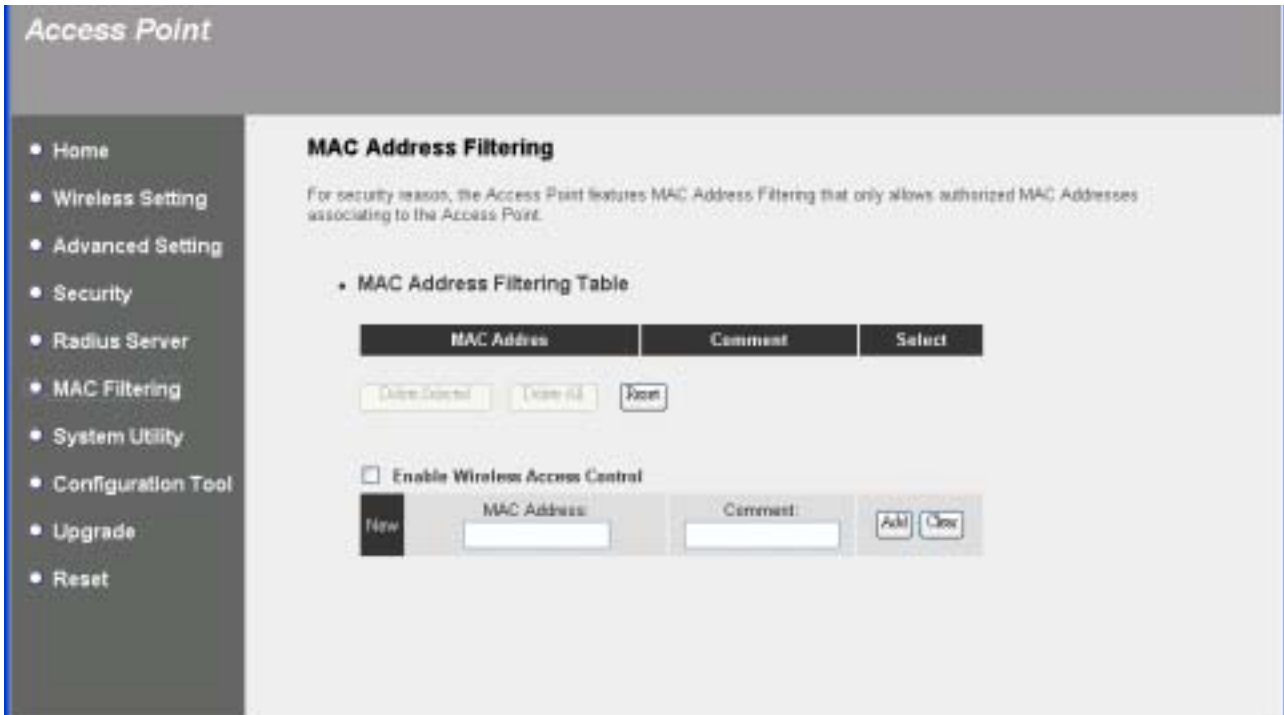 Access Point
Home
Wireless Setting
Advanced Setting
Security
Radius Server
MAC Filtering
System Utility
Configuration Tool
Upgrade
Reset
MAC Address Filtering
For security reason, the Access Point features MAC Address Filtering that only allows authorized MAC Addresses
associating to the Access Point.
MAC Address Filtering Table
MAC Addres Comment Select
Delete Selected Delete All Reset
Enable Wireless Access Control
New MAC Address: Comment: Add Clear